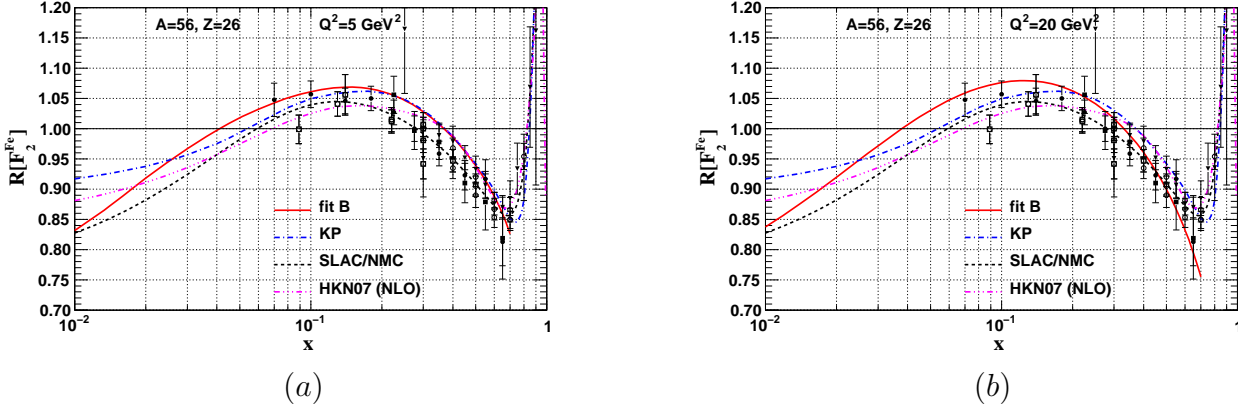 A=56, Z=26 Q²=5 GeV²
R[F₂^Fe]
1.20
1.15
1.10
1.05
1.00
0.95
0.90
0.85
0.80
0.75
0.70
fit B
KP
SLAC/NMC
HKN07 (NLO)
10⁻² 10⁻¹ 1
x
(a)
A=56, Z=26 Q²=20 GeV²
R[F₂^Fe]
1.20
1.15
1.10
1.05
1.00
0.95
0.90
0.85
0.80
0.75
0.70
fit B
KP
SLAC/NMC
HKN07 (NLO)
10⁻² 10⁻¹ 1
x
(b)